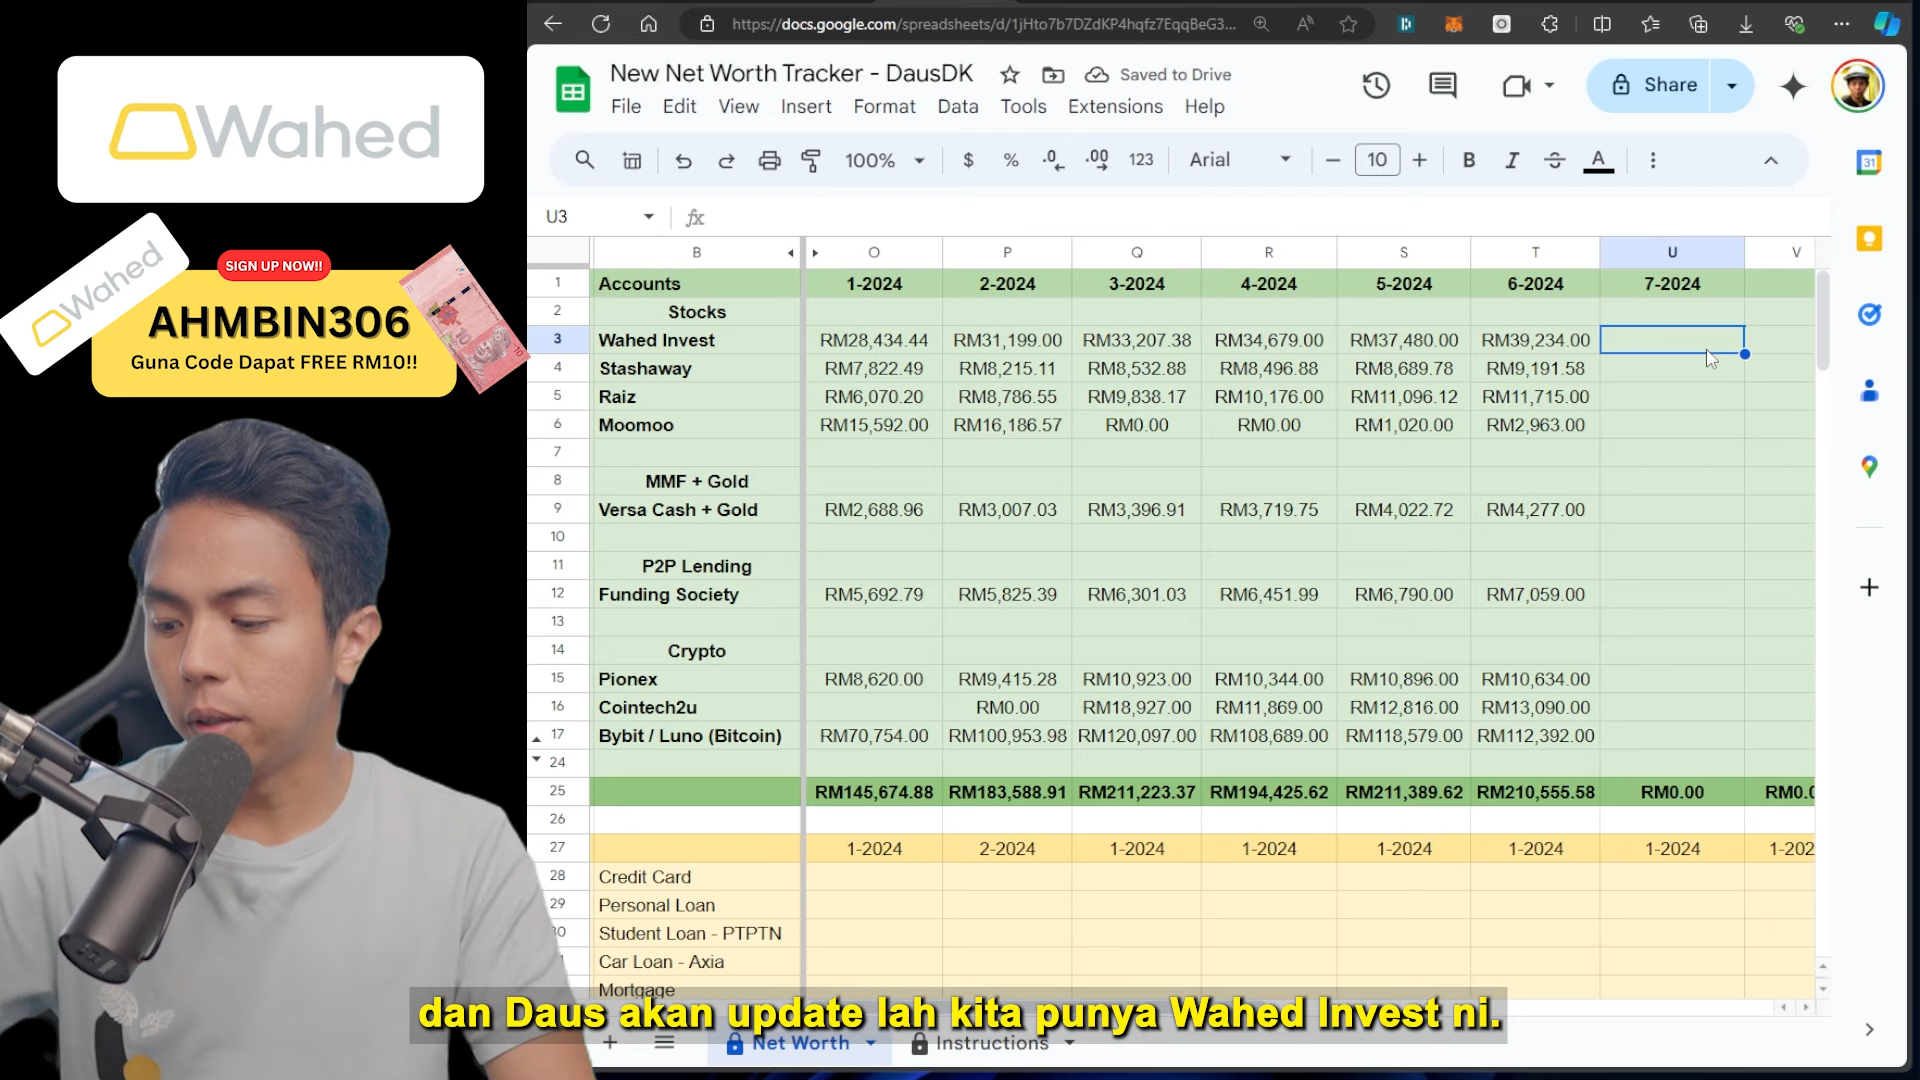 Wahed
Wahed
SIGN UP NOW!!
AHMBIN306
Guna Code Dapat FREE RM10!!
https://docs.google.com/spreadsheets/d/1jHto7b7DZdKP4hqfz7EqqBeG3...
New Net Worth Tracker - DausDK
Saved to Drive
File Edit View Insert Format Data Tools Extensions Help
Share
100% $ % .0 .00 123 Arial 10 B I A
U3
B O P Q R S T U V
1 Accounts 1-2024 2-2024 3-2024 4-2024 5-2024 6-2024 7-2024
2 Stocks
3 Wahed Invest RM28,434.44 RM31,199.00 RM33,207.38 RM34,679.00 RM37,480.00 RM39,234.00
4 Stashaway RM7,822.49 RM8,215.11 RM8,532.88 RM8,496.88 RM8,689.78 RM9,191.58
5 Raiz RM6,070.20 RM8,786.55 RM9,838.17 RM10,176.00 RM11,096.12 RM11,715.00
6 Moomoo RM15,592.00 RM16,186.57 RM0.00 RM0.00 RM1,020.00 RM2,963.00
7
8 MMF + Gold
9 Versa Cash + Gold RM2,688.96 RM3,007.03 RM3,396.91 RM3,719.75 RM4,022.72 RM4,277.00
10
11 P2P Lending
12 Funding Society RM5,692.79 RM5,825.39 RM6,301.03 RM6,451.99 RM6,790.00 RM7,059.00
13
14 Crypto
15 Pionex RM8,620.00 RM9,415.28 RM10,923.00 RM10,344.00 RM10,896.00 RM10,634.00
16 Cointech2u RM0.00 RM18,927.00 RM11,869.00 RM12,816.00 RM13,090.00
17 Bybit / Luno (Bitcoin) RM70,754.00 RM100,953.98 RM120,097.00 RM108,689.00 RM118,579.00 RM112,392.00
24
25 RM145,674.88 RM183,588.91 RM211,223.37 RM194,425.62 RM211,389.62 RM210,555.58 RM0.00 RM0.0
26
27 1-2024 2-2024 1-2024 1-2024 1-2024 1-2024 1-2024 1-202
28 Credit Card
29 Personal Loan
30 Student Loan - PTPTN
Car Loan - Axia
Mortgage
dan Daus akan update lah kita punya Wahed Invest ni.
Net Worth Instructions
31
10
10